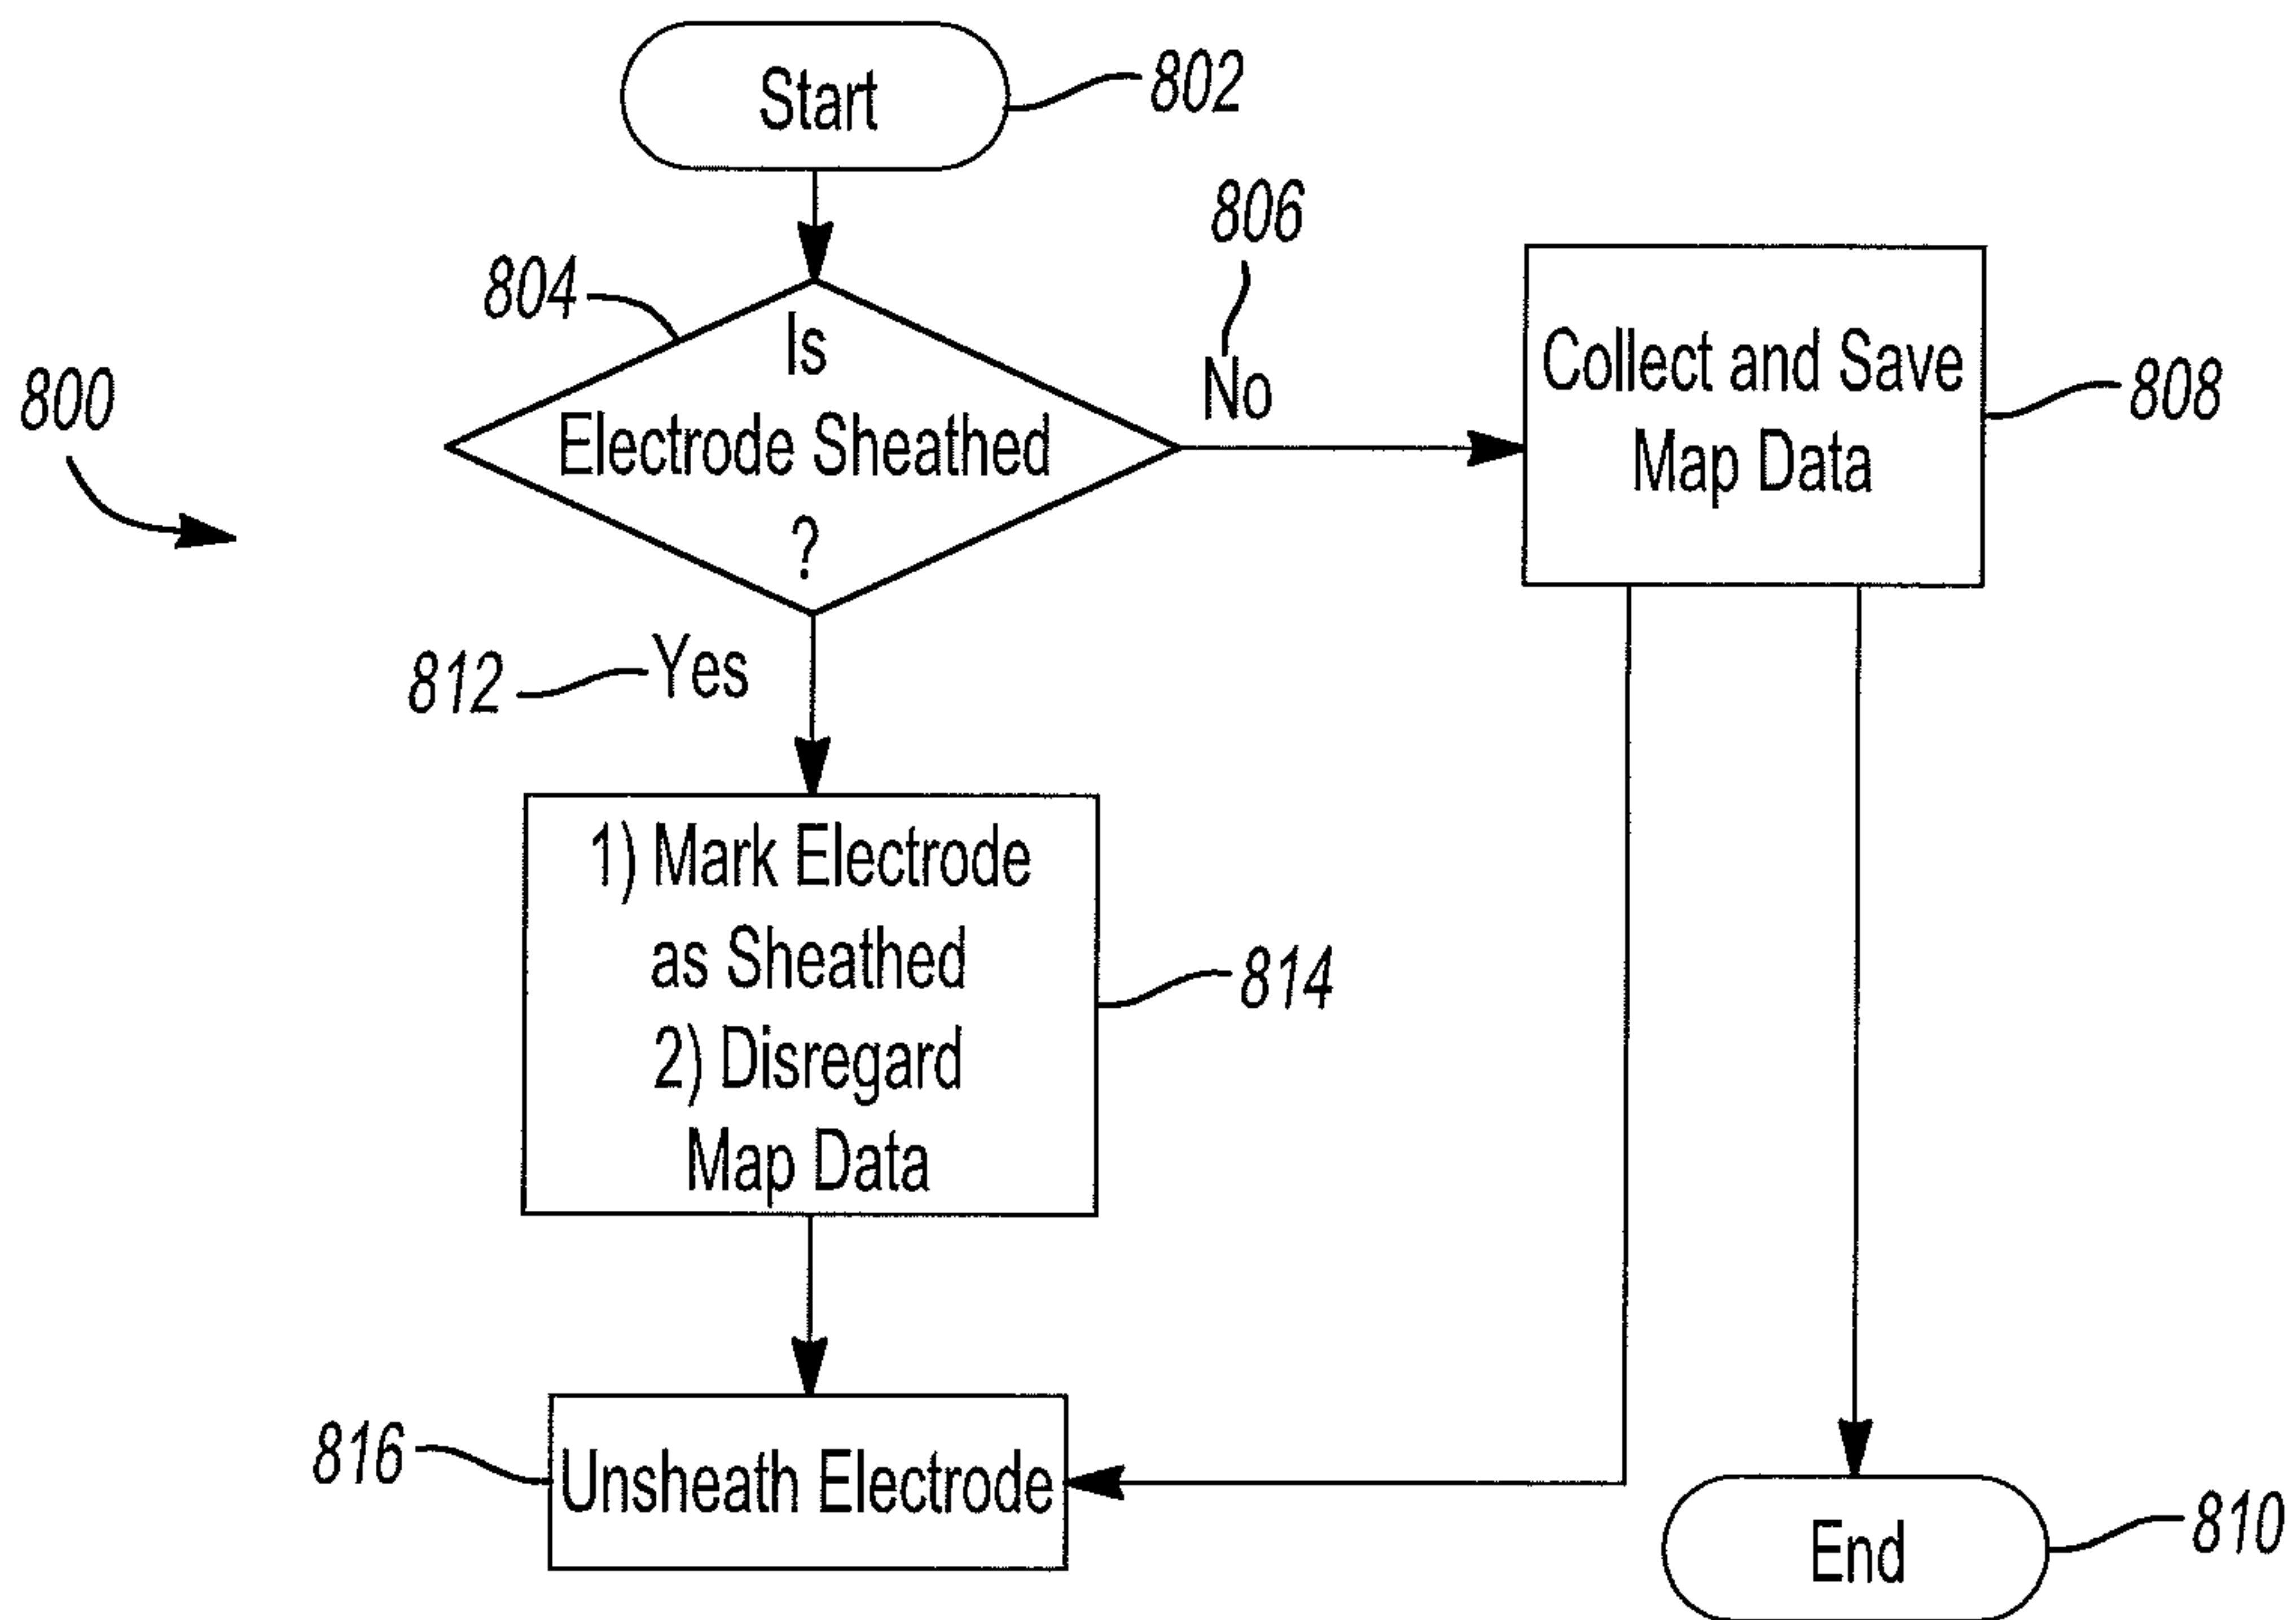 Start
802
806
804
Is
Electrode Sheathed
?
No
800
Collect and Save
Map Data
808
812
Yes
1) Mark Electrode
as Sheathed
2) Disregard
Map Data
814
816
Unsheath Electrode
End
810